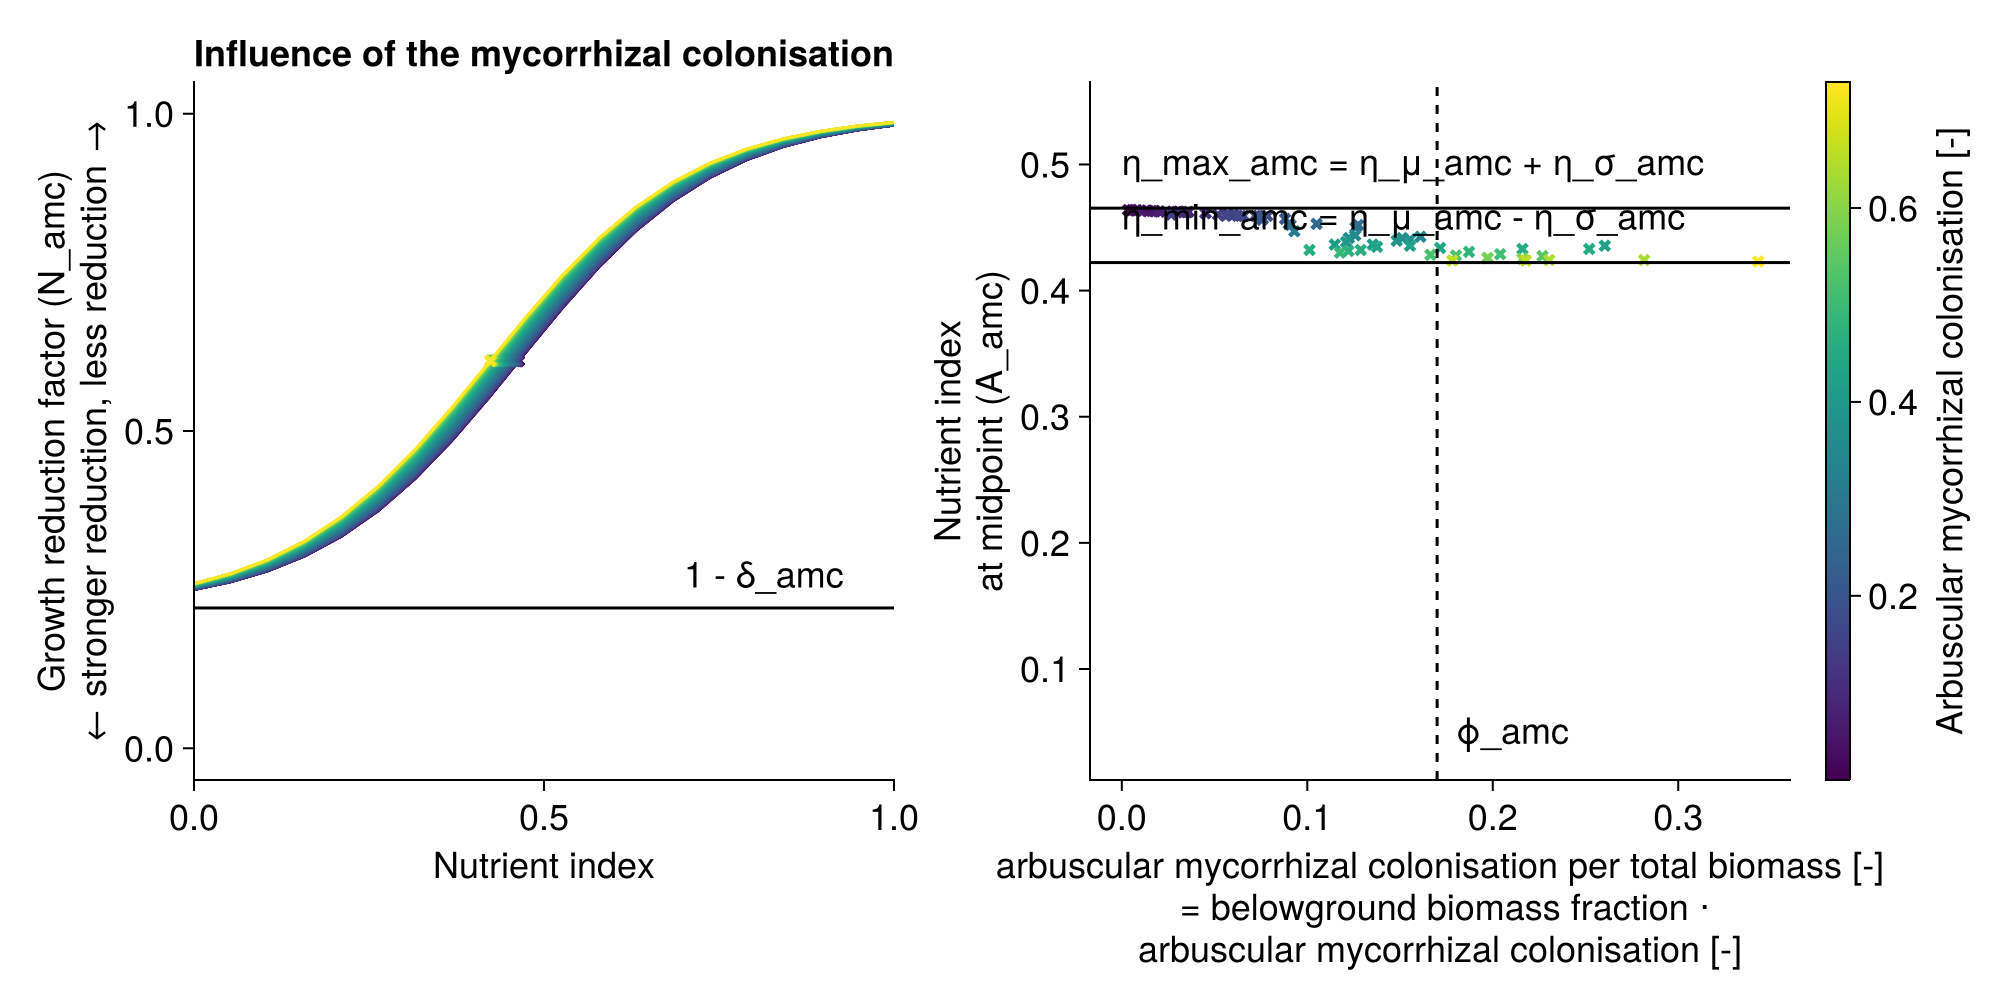 Influence of the mycorrhizal colonisation
Growth reduction factor (N_amc)
← stronger reduction, less reduction →
1.0
0.5
0.0
1 - δ_amc
0.0
0.5
1.0
Nutrient index
Nutrient index
at midpoint (A_amc)
0.5
0.4
0.3
0.2
0.1
η_max_amc = η_μ_amc + η_σ_amc
η_min_amc = η_μ_amc - η_σ_amc
ϕ_amc
0.0
0.1
0.2
0.3
arbuscular mycorrhizal colonisation per total biomass [-]
= belowground biomass fraction ⋅
arbuscular mycorrhizal colonisation [-]
0.6
0.4
0.2
Arbuscular mycorrhizal colonisation [-]